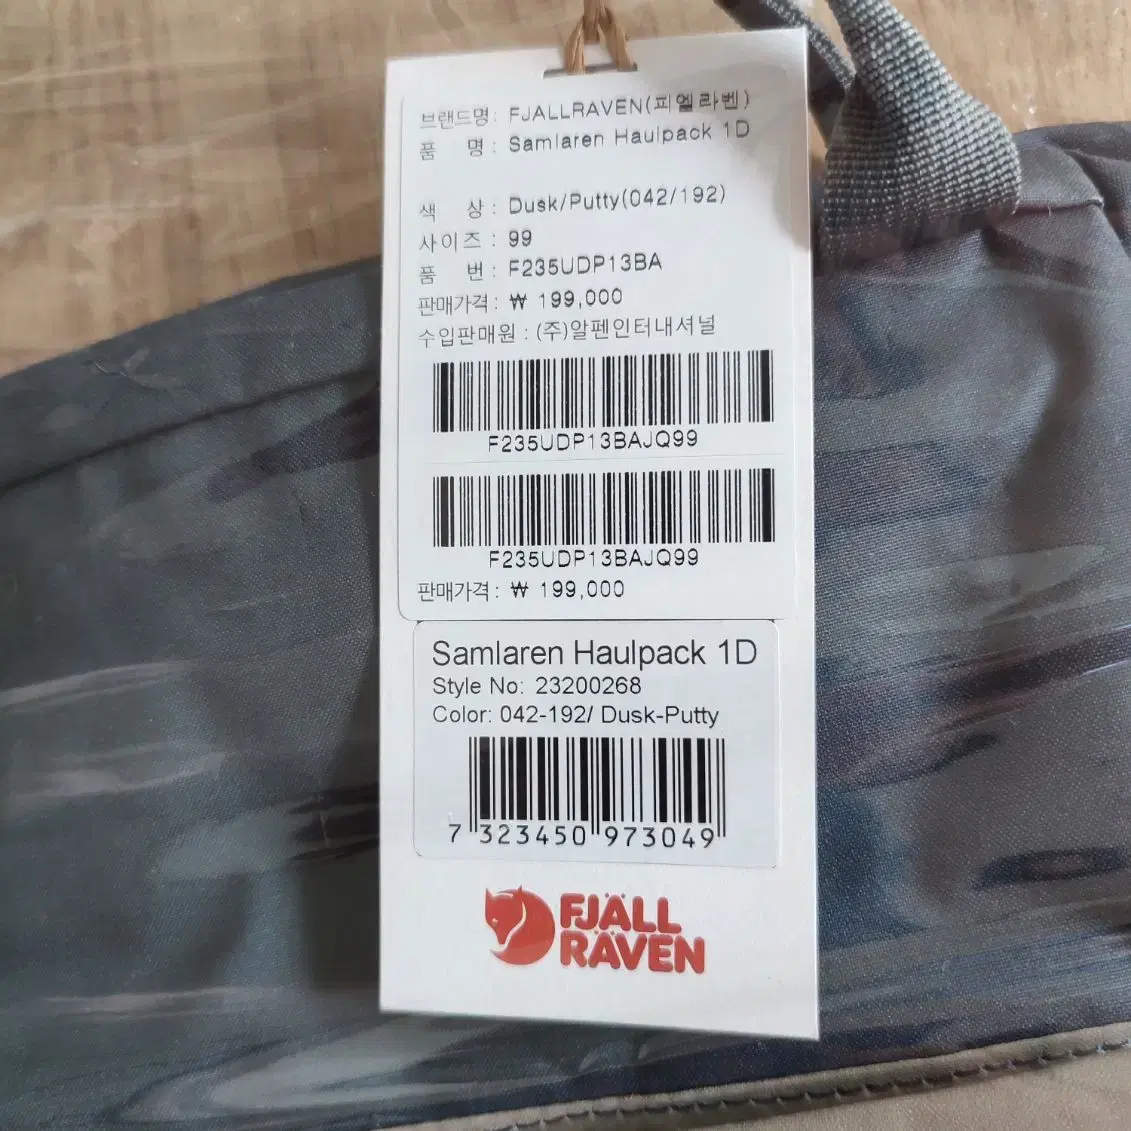 브랜드명: FJALLRAVEN(피엘라벤)
품 명: Samlaren Haulpack 1D
색 상: Dusk/Putty(042/192)
사이즈: 99
품 번: F235UDP13BA
판매가격: ₩ 199,000
수입판매원: (주)알펜인터내셔널
F235UDP13BAJQ99
F235UDP13BAJQ99
판매가격: ₩ 199,000
Samlaren Haulpack 1D
Style No: 23200268
Color: 042-192/ Dusk-Putty
7 323450 973049
FJÄLL
RÄVEN